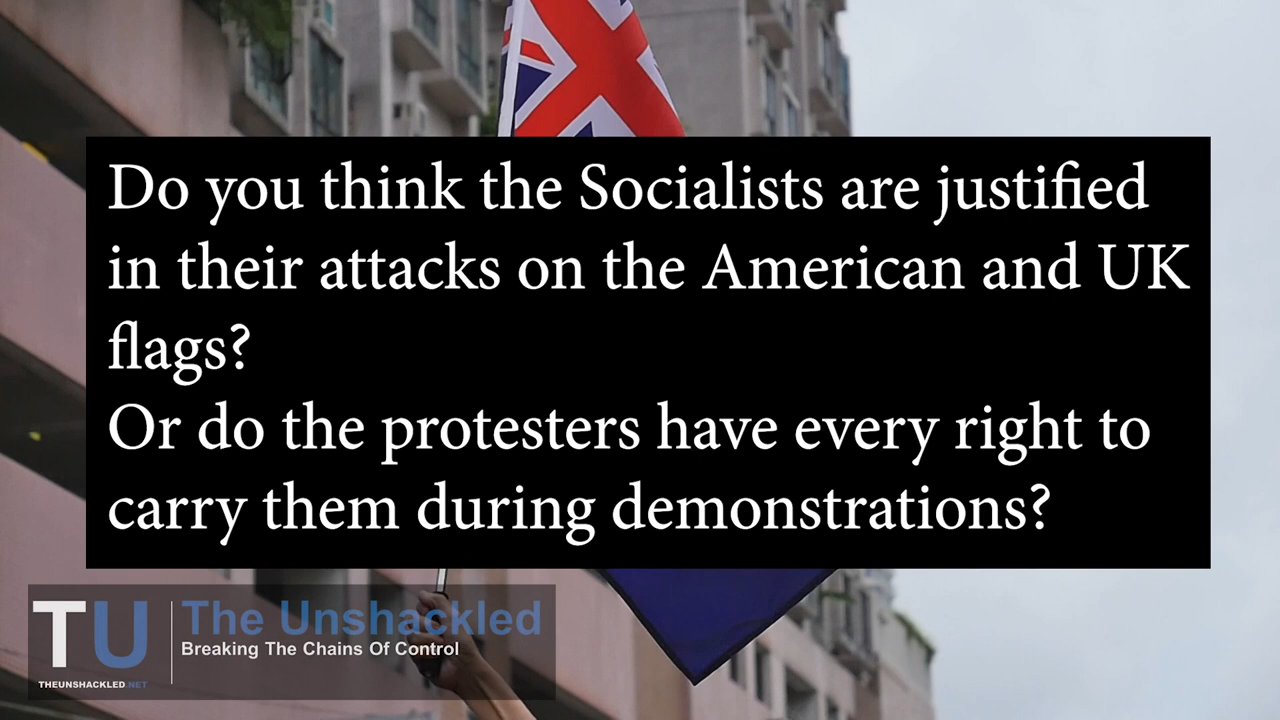 Do you think the Socialists are justified
in their attacks on the American and UK
flags?
Or do the protesters have every right to
carry them during demonstrations?
TU
The Unshackled
Breaking The Chains Of Control
THEUNSHACKLED.NET